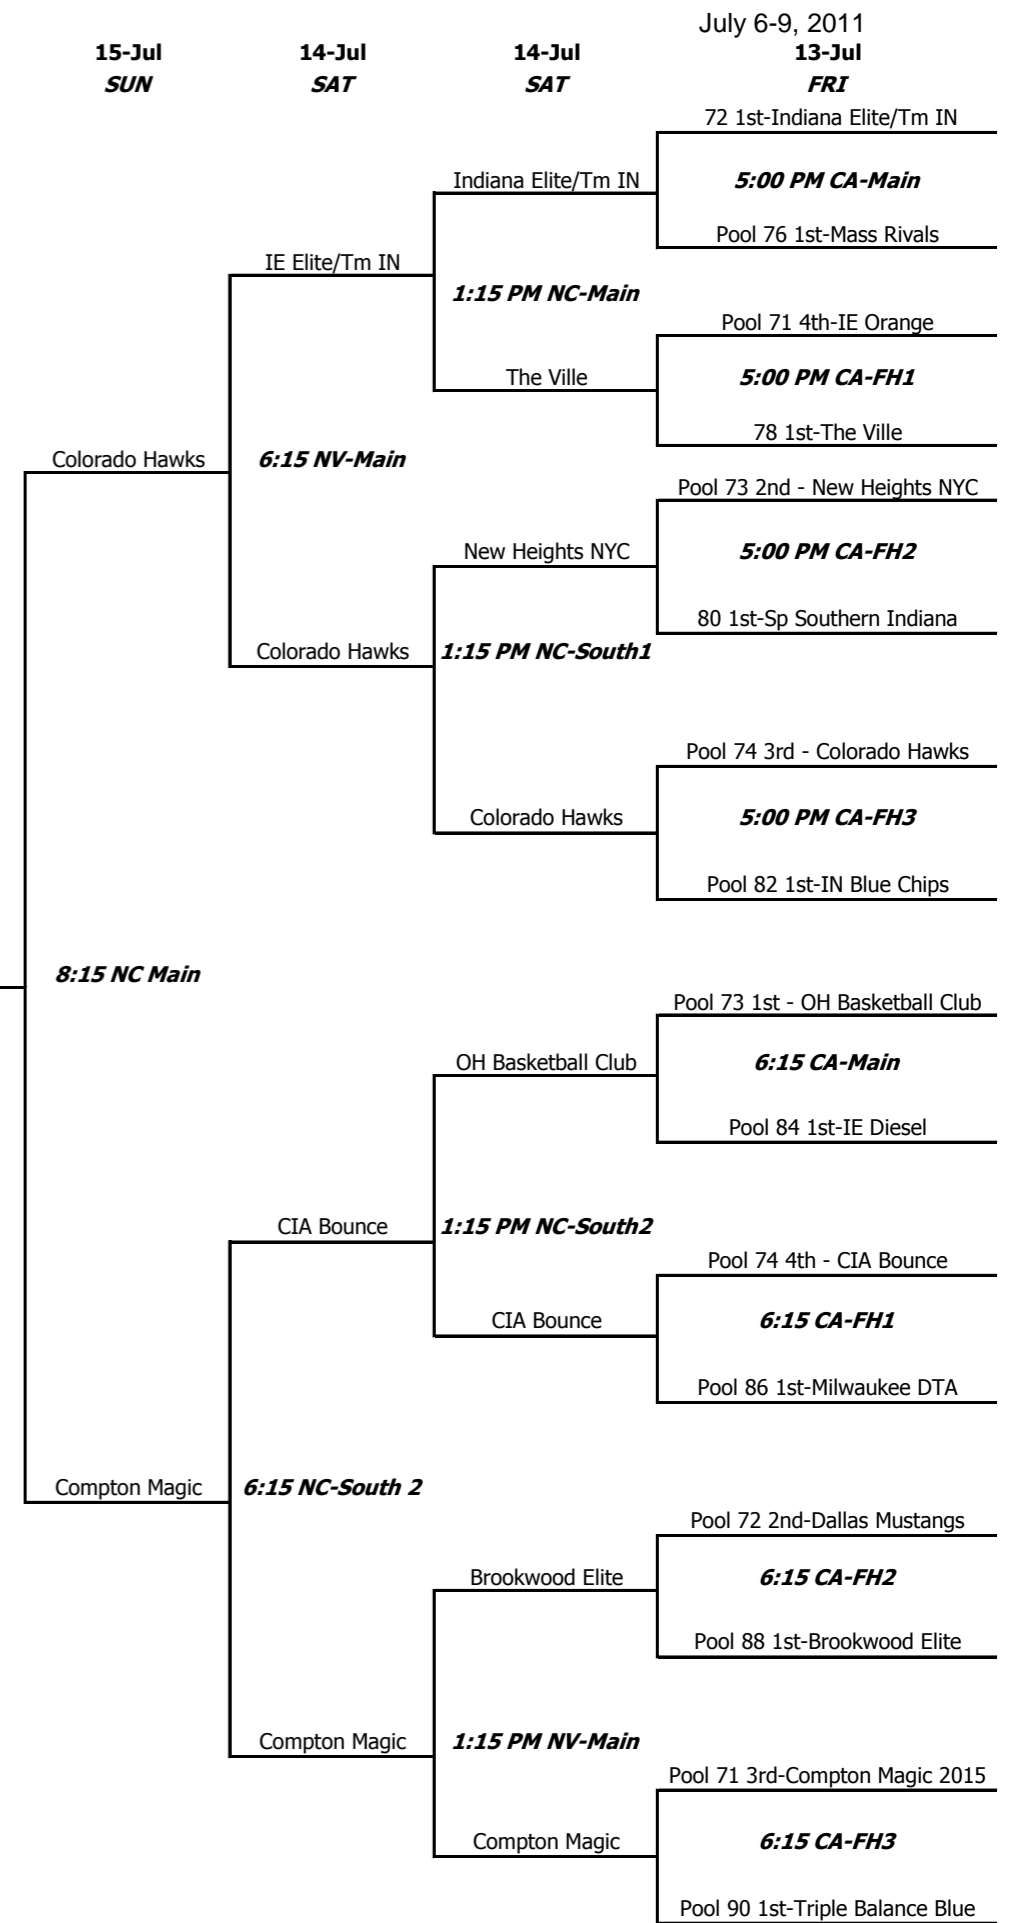 July 6-9, 2011
15-Jul 14-Jul 14-Jul 13-Jul
SUN SAT SAT FRI
72 1st-Indiana Elite/Tm IN
Indiana Elite/Tm IN 5:00 PM CA-Main
Pool 76 1st-Mass Rivals
IE Elite/Tm IN
1:15 PM NC-Main
Pool 71 4th-IE Orange
The Ville 5:00 PM CA-FH1
78 1st-The Ville
Colorado Hawks 6:15 NV-Main
Pool 73 2nd - New Heights NYC
New Heights NYC 5:00 PM CA-FH2
80 1st-Sp Southern Indiana
Colorado Hawks 1:15 PM NC-South1
Pool 74 3rd - Colorado Hawks
Colorado Hawks 5:00 PM CA-FH3
Pool 82 1st-IN Blue Chips
8:15 NC Main
Pool 73 1st - OH Basketball Club
OH Basketball Club 6:15 CA-Main
Pool 84 1st-IE Diesel
CIA Bounce 1:15 PM NC-South2
Pool 74 4th - CIA Bounce
CIA Bounce 6:15 CA-FH1
Pool 86 1st-Milwaukee DTA
Compton Magic 6:15 NC-South 2
Pool 72 2nd-Dallas Mustangs
Brookwood Elite 6:15 CA-FH2
Pool 88 1st-Brookwood Elite
Compton Magic 1:15 PM NV-Main
Pool 71 3rd-Compton Magic 2015
Compton Magic 6:15 CA-FH3
Pool 90 1st-Triple Balance Blue